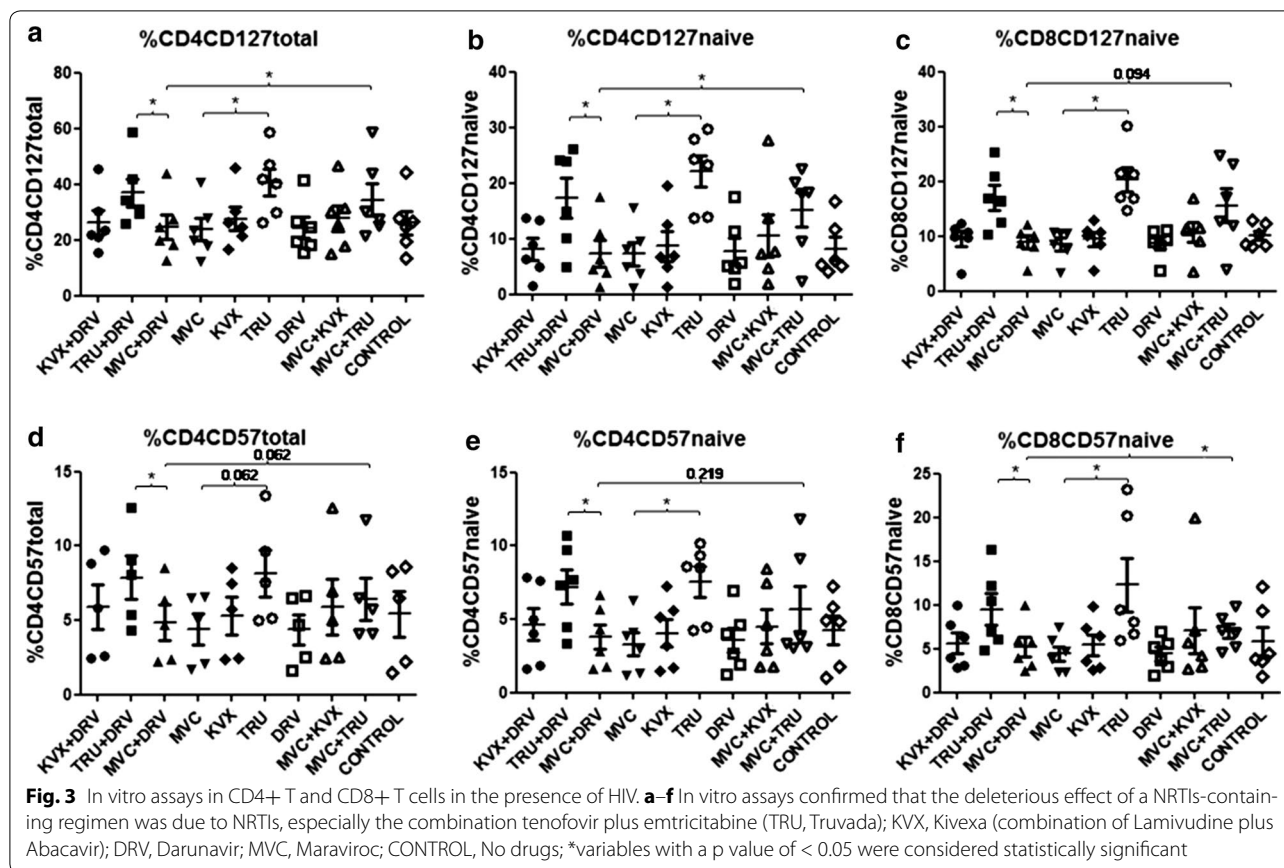 a
%CD4CD127total
%CD4CD127total
80
60
40
20
0
*
*
*
KVX+DRV
TRU+DRV
MVC+DRV
MVC
KVX
TRU
DRV
MVC+KVX
MVC+TRU
CONTROL
b
%CD4CD127naive
%CD4CD127naive
40
30
20
10
0
*
*
*
KVX+DRV
TRU+DRV
MVC+DRV
MVC
KVX
TRU
DRV
MVC+KVX
MVC+TRU
CONTROL
c
%CD8CD127naive
%CD8CD127naive
40
30
20
10
0
*
*
0.094
KVX+DRV
TRU+DRV
MVC+DRV
MVC
KVX
TRU
DRV
MVC+KVX
MVC+TRU
CONTROL
d
%CD4CD57total
%CD4CD57total
15
10
5
0
*
0.062
0.062
KVX+DRV
TRU+DRV
MVC+DRV
MVC
KVX
TRU
DRV
MVC+KVX
MVC+TRU
CONTROL
e
%CD4CD57naive
%CD4CD57naive
15
10
5
0
*
*
0.219
KVX+DRV
TRU+DRV
MVC+DRV
MVC
KVX
TRU
DRV
MVC+KVX
MVC+TRU
CONTROL
f
%CD8CD57naive
%CD8CD57naive
25
20
15
10
5
0
*
*
*
KVX+DRV
TRU+DRV
MVC+DRV
MVC
KVX
TRU
DRV
MVC+KVX
MVC+TRU
CONTROL
Fig. 3 In vitro assays in CD4+ T and CD8+ T cells in the presence of HIV. a–f In vitro assays confirmed that the deleterious effect of a NRTIs-contain-
ing regimen was due to NRTIs, especially the combination tenofovir plus emtricitabine (TRU, Truvada); KVX, Kivexa (combination of Lamivudine plus
Abacavir); DRV, Darunavir; MVC, Maraviroc; CONTROL, No drugs; *variables with a p value of < 0.05 were considered statistically significant